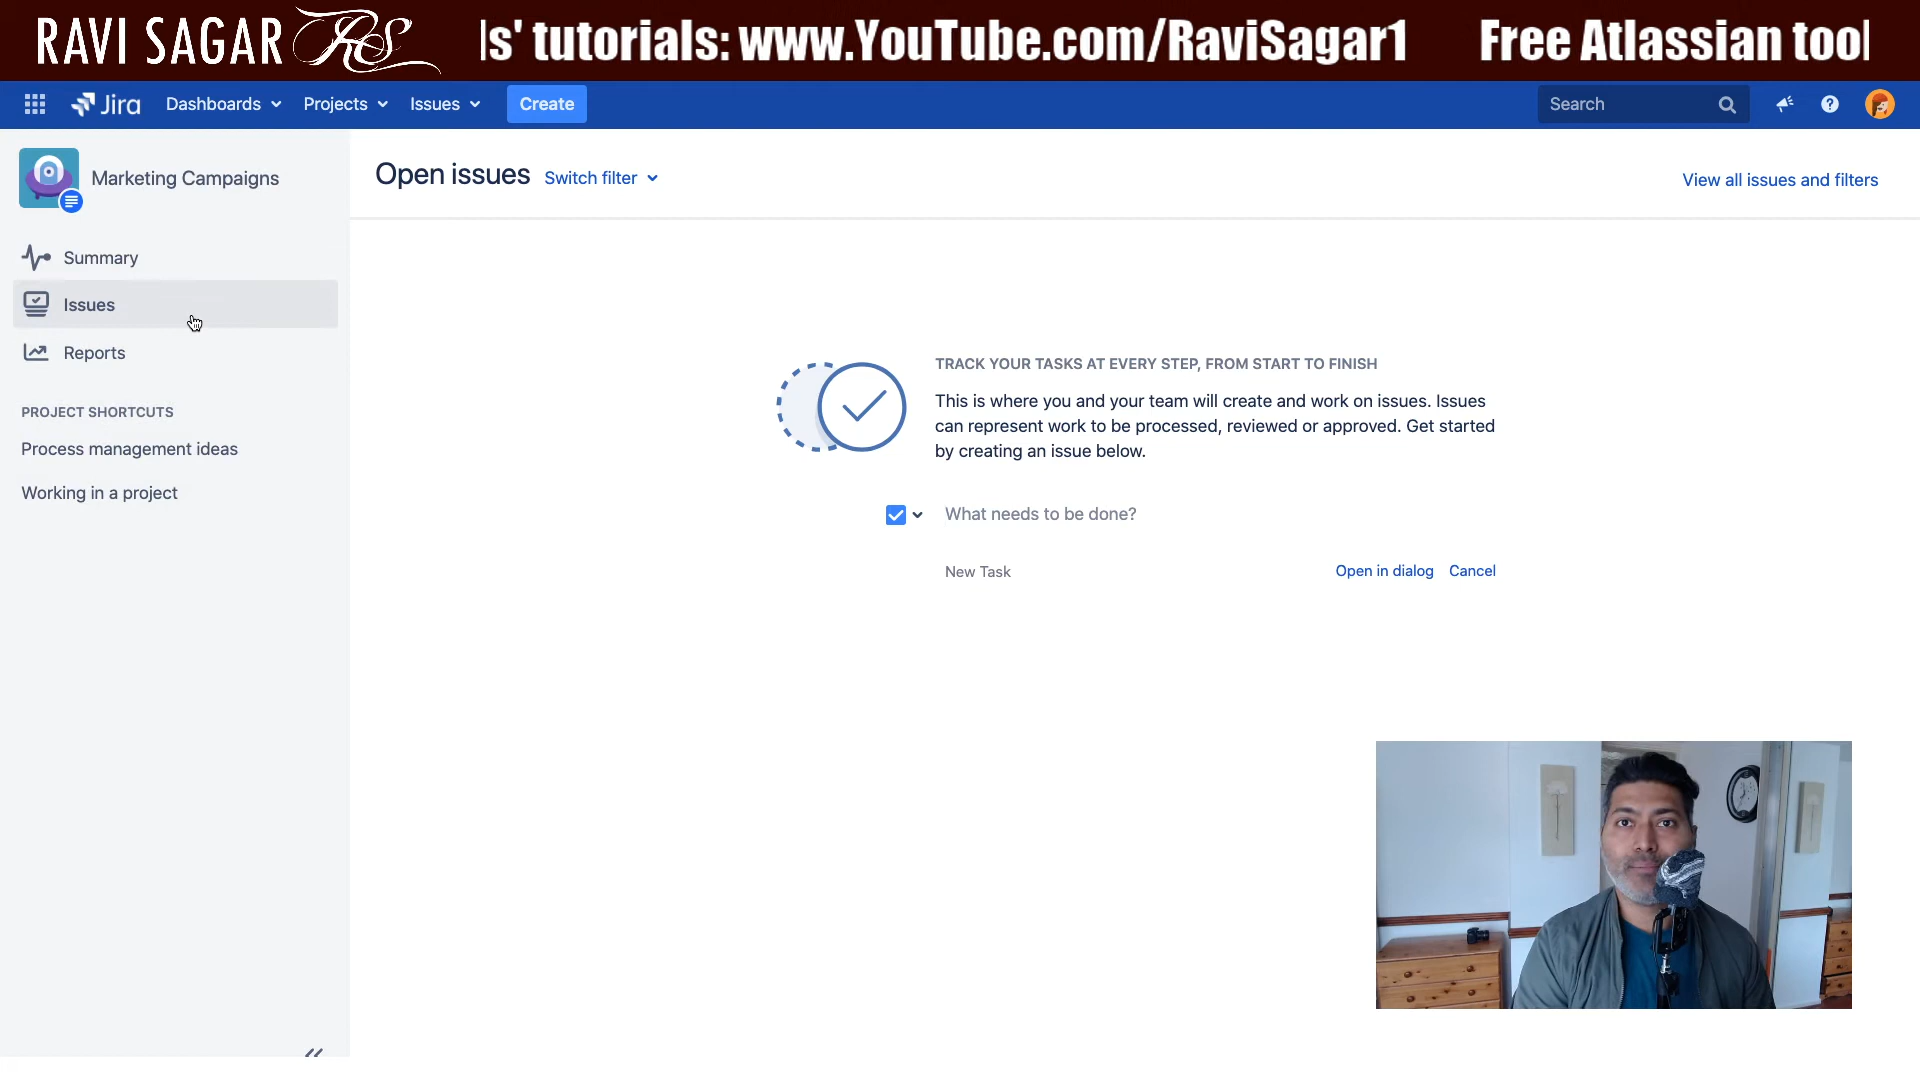 RAVI SAGAR RS
ls' tutorials: www.YouTube.com/RaviSagar1 Free Atlassian tool
Jira Dashboards Projects Issues Create Search
Marketing Campaigns
Summary
Issues
Reports
PROJECT SHORTCUTS
Process management ideas
Working in a project
Open issues Switch filter
View all issues and filters
TRACK YOUR TASKS AT EVERY STEP, FROM START TO FINISH
This is where you and your team will create and work on issues. Issues
can represent work to be processed, reviewed or approved. Get started
by creating an issue below.
What needs to be done?
New Task Open in dialog Cancel